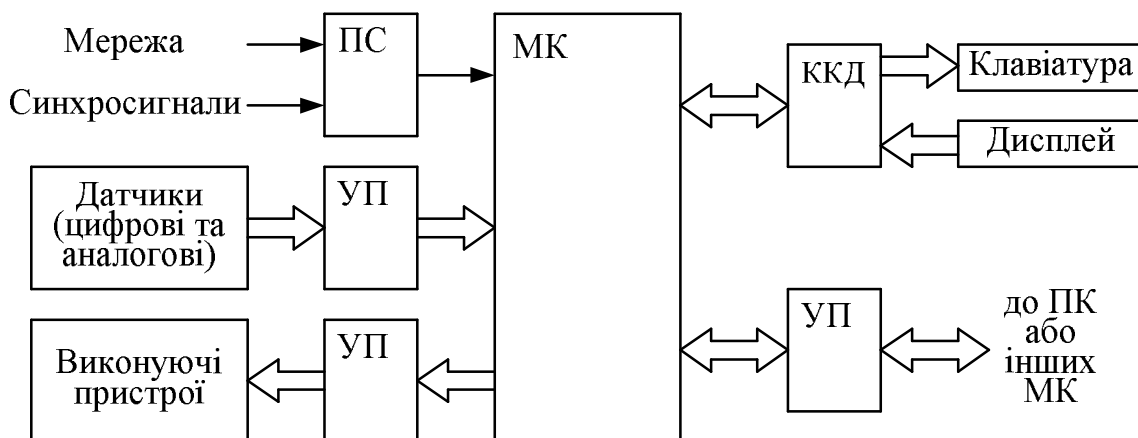 Мережа
Синхросигнали
ПС
МК
ККД
Клавіатура
Дисплей
Датчики
(цифрові та
аналогові)
УП
Виконуючі
пристрої
УП
УП
до ПК
або
інших
МК